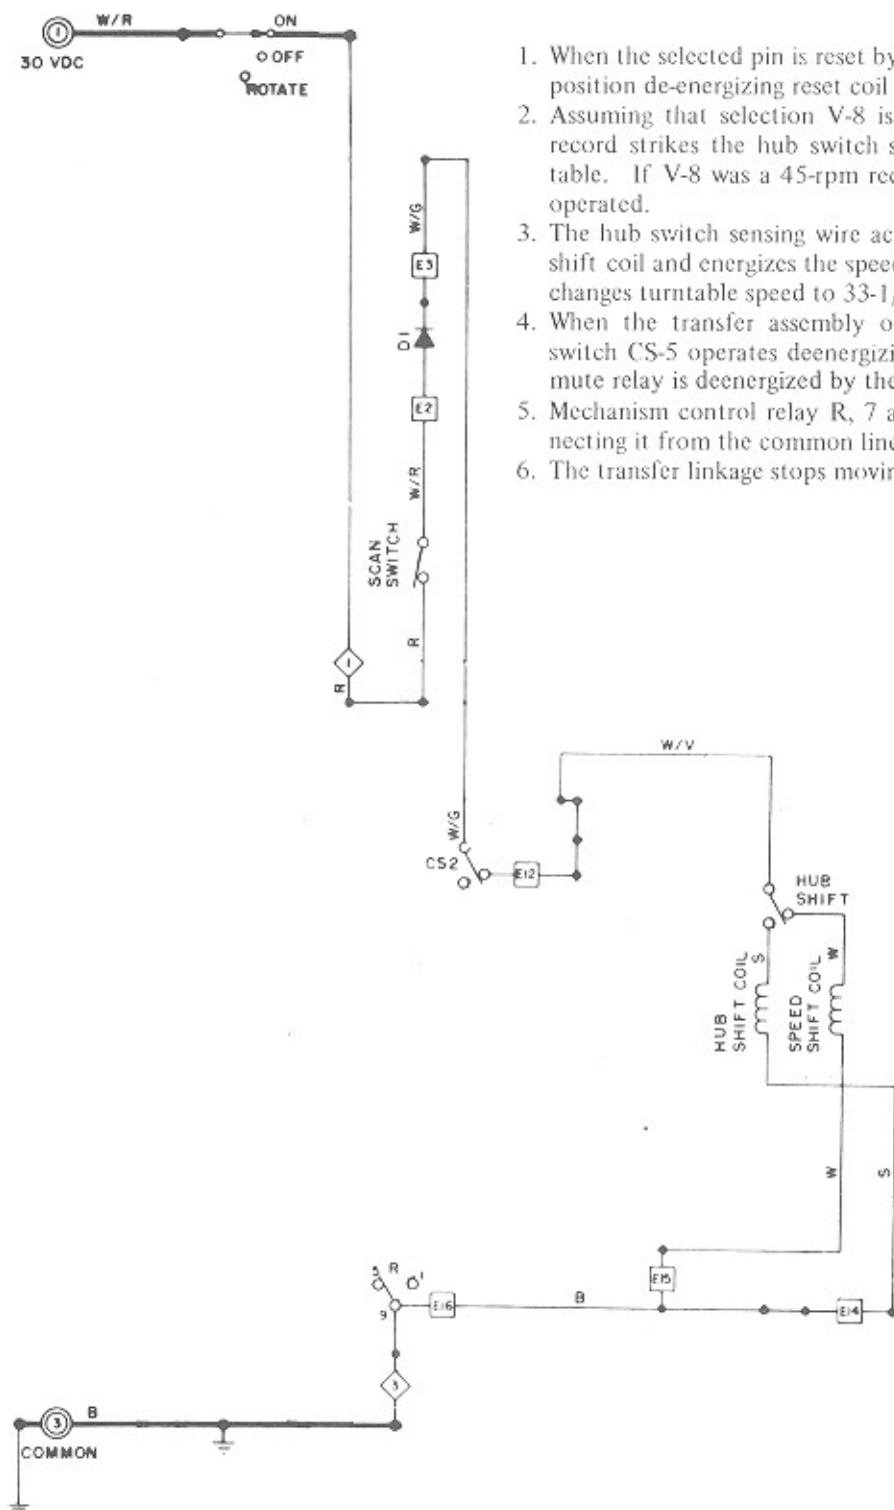 1
W/R
ON
30 VDC
OFF
ROTATE
1. When the selected pin is reset by
position de-energizing reset coil
2. Assuming that selection V-8 is
record strikes the hub switch s
table. If V-8 was a 45-rpm rec
operated.
3. The hub switch sensing wire ac
shift coil and energizes the speed
changes turntable speed to 33-1/
4. When the transfer assembly o
switch CS-5 operates deenergizi
mute relay is deenergized by the
5. Mechanism control relay R, 7 a
necting it from the common line
6. The transfer linkage stops movin
W/G
E3
D1
E2
W/R
SCAN
SWITCH
R
1
R
W/V
W/G
CS2
E12
HUB
SHIFT
S
W
HUB
SHIFT COIL
SPEED
SHIFT COIL
W
S
5
R
1
9
E16
B
E15
E14
3
3
B
COMMON